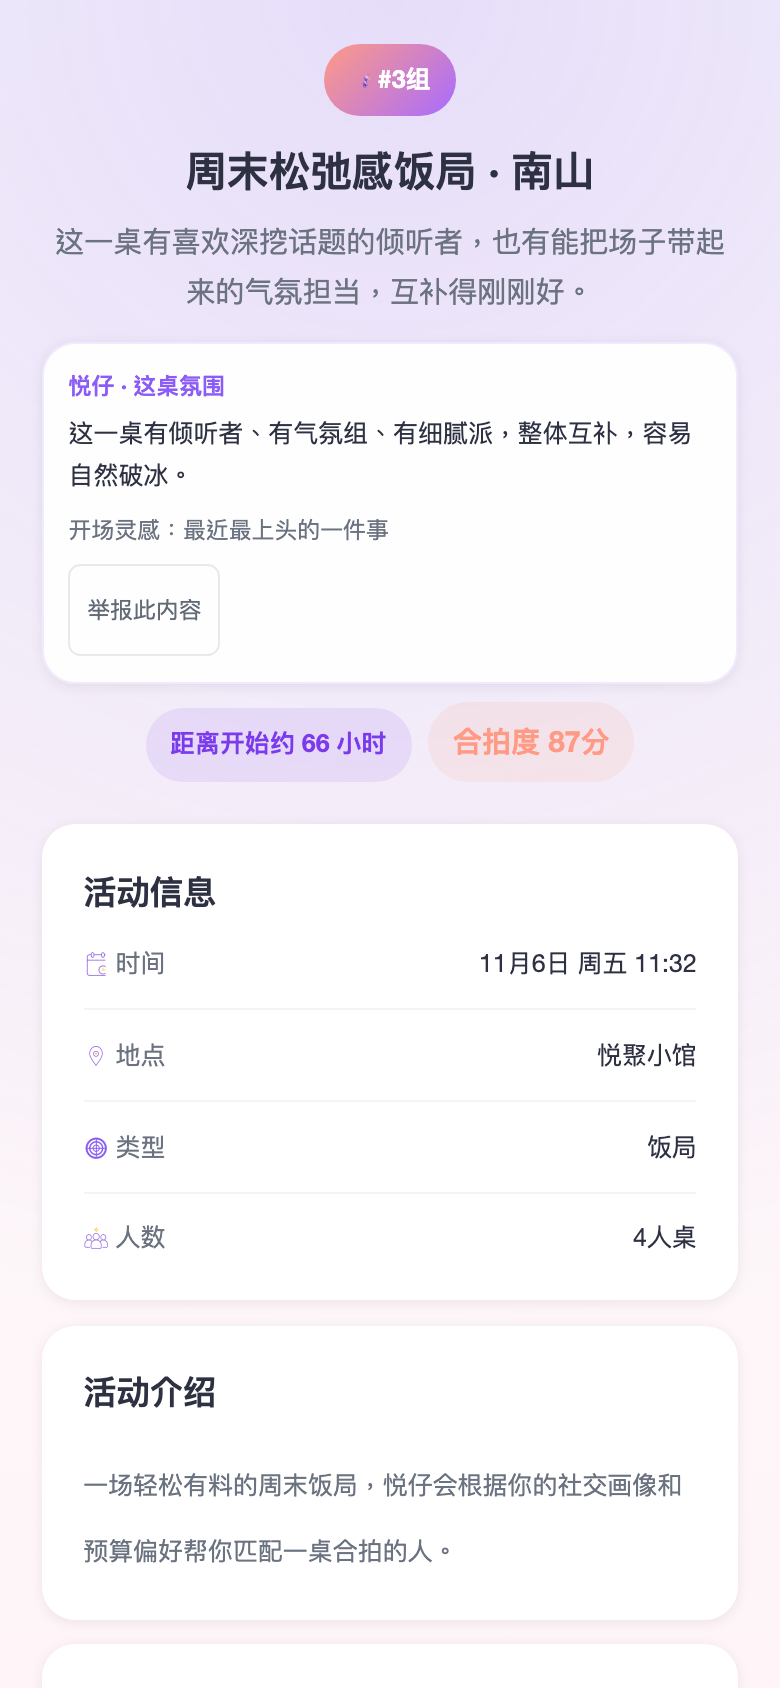 #3组
周末松弛感饭局 · 南山
这一桌有喜欢深挖话题的倾听者，也有能把场子带起
来的气氛担当，互补得刚刚好。
悦仔 · 这桌氛围
这一桌有倾听者、有气氛组、有细腻派，整体互补，容易
自然破冰。
开场灵感：最近最上头的一件事
举报此内容
距离开始约 66 小时
合拍度 87分
活动信息
时间 11月6日 周五 11:32
地点 悦聚小馆
类型 饭局
人数 4人桌
活动介绍
一场轻松有料的周末饭局，悦仔会根据你的社交画像和
预算偏好帮你匹配一桌合拍的人。